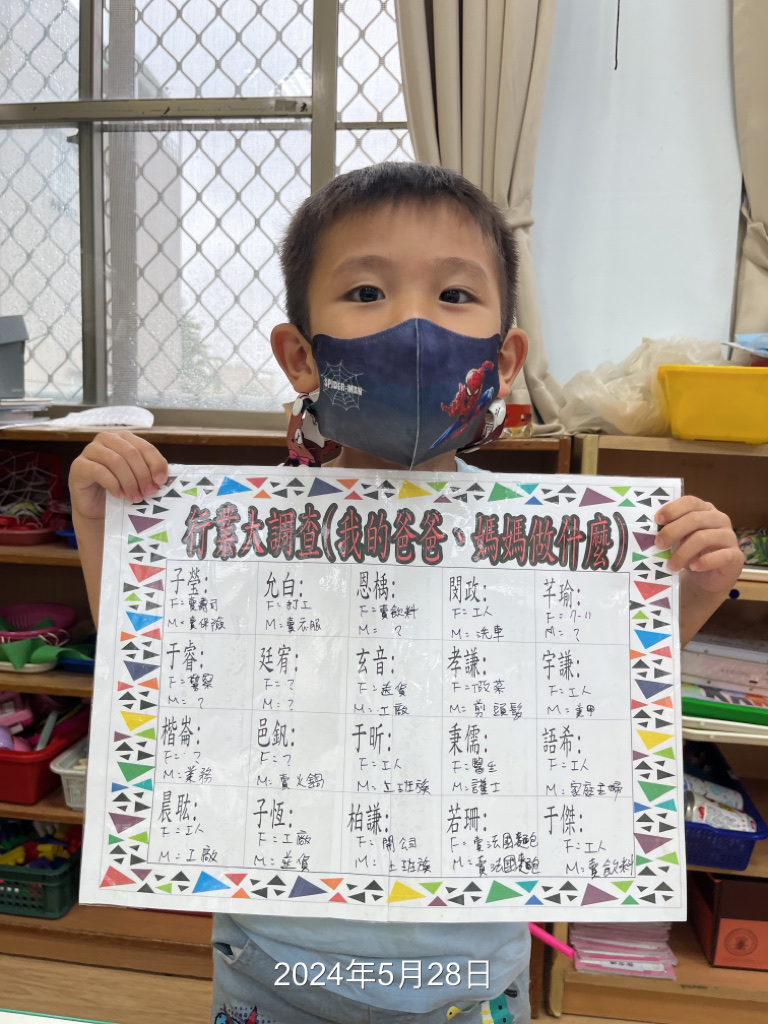 SPIDER-MAN
行業大調查(我的爸爸、媽媽做什麼)
子瑩:
F=賣壽司
M=賣保險
允白:
F=打工
M=賣衣服
恩楀:
F=賣飲料
M= ?
閔政:
F=工人
M=洗車
芊瑜:
F=7-11
M= ?
于睿:
F=警察
M= ?
廷宥:
F= ?
M= ?
玄音:
F=送貨
M=工廠
孝謙:
F=做菜
M=剪頭髮
宇謙:
F=工人
M=美甲
楷崙:
F= ?
M=業務
邑釩:
F= ?
M=賣火鍋
于昕:
F=工人
M=上班族
秉儒:
F=醫生
M=護士
語希:
F=工人
M=家庭主婦
晨耾:
F=工人
M=工廠
子恆:
F=工廠
M=送貨
柏謙:
F=開公司
M=上班族
若珊:
F=賣法國麵包
M=賣法國麵包
于傑:
F=工人
M=賣飲料
2024年5月28日